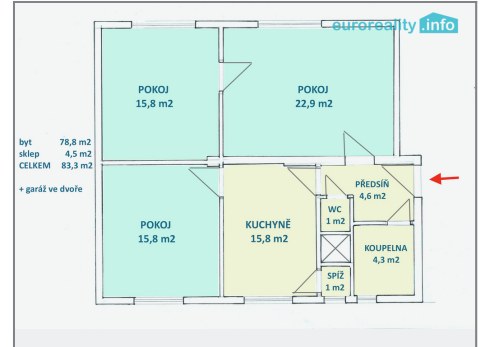 euroreality.info
POKOJ
15,8 m2
POKOJ
22,9 m2
byt 78,8 m2
sklep 4,5 m2
CELKEM 83,3 m2
+ garáž ve dvoře
PŘEDSÍŇ
4,6 m2
WC
1 m2
POKOJ
15,8 m2
KUCHYNĚ
15,8 m2
KOUPELNA
4,3 m2
SPÍŽ
1 m2